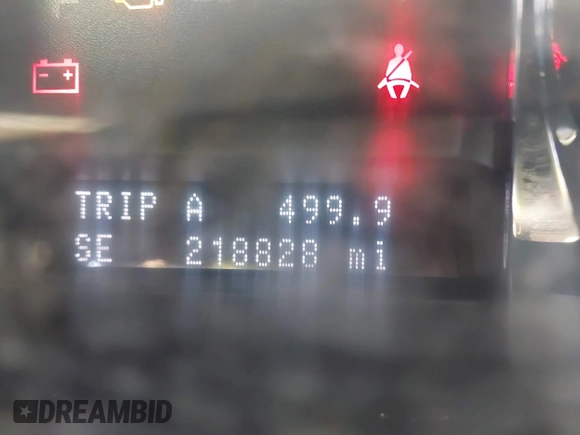 TRIP A 499.9
SE 218828 mi
DREAMBID